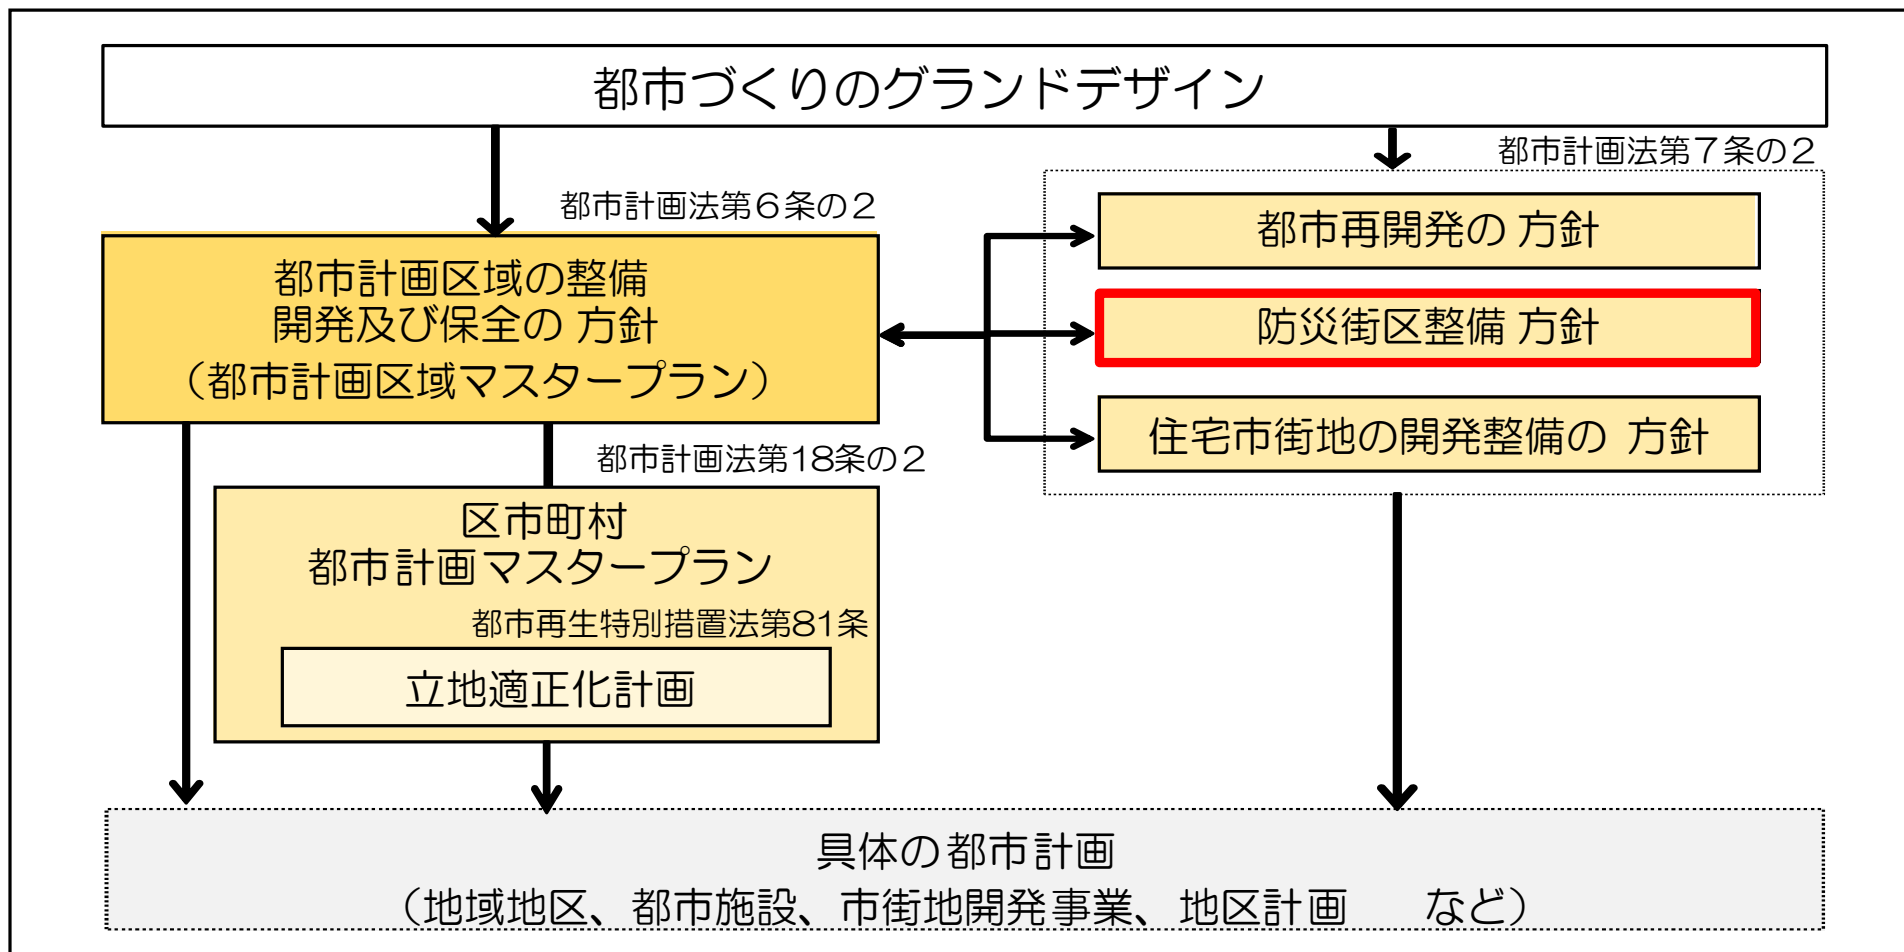 都市づくりのグランドデザイン
都市計画法第7条の2
都市計画法第6条の2
都市計画区域の整備
開発及び保全の 方針
（都市計画区域マスタープラン）
都市再開発の 方針
防災街区整備 方針
住宅市街地の開発整備の 方針
都市計画法第18条の2
区市町村
都市計画マスタープラン
都市再生特別措置法第81条
立地適正化計画
具体の都市計画
（地域地区、都市施設、市街地開発事業、地区計画　など）